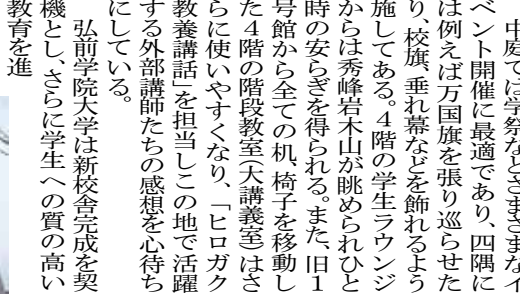 中庭では学祭などさまざまなイ
ベント開催に最適であり、四隅に
は例えば万国旗を張り巡らせた
り、校旗、垂れ幕などを飾れるよう
施してある。4階の学生ラウンジ
からは秀峰岩木山が眺められひと
時の安らぎを得られる。また、旧1
号館から全ての机、椅子を移動し
た4階の階段教室(大講義室)はさ
らに使いやすくなり、「ヒロガク
教養講話」を担当しこの地で活躍
する外部講師たちの感想を心待ち
にしている。
弘前学院大学は新校舎完成を契
機とし、さらに学生への質の高い
教育を進